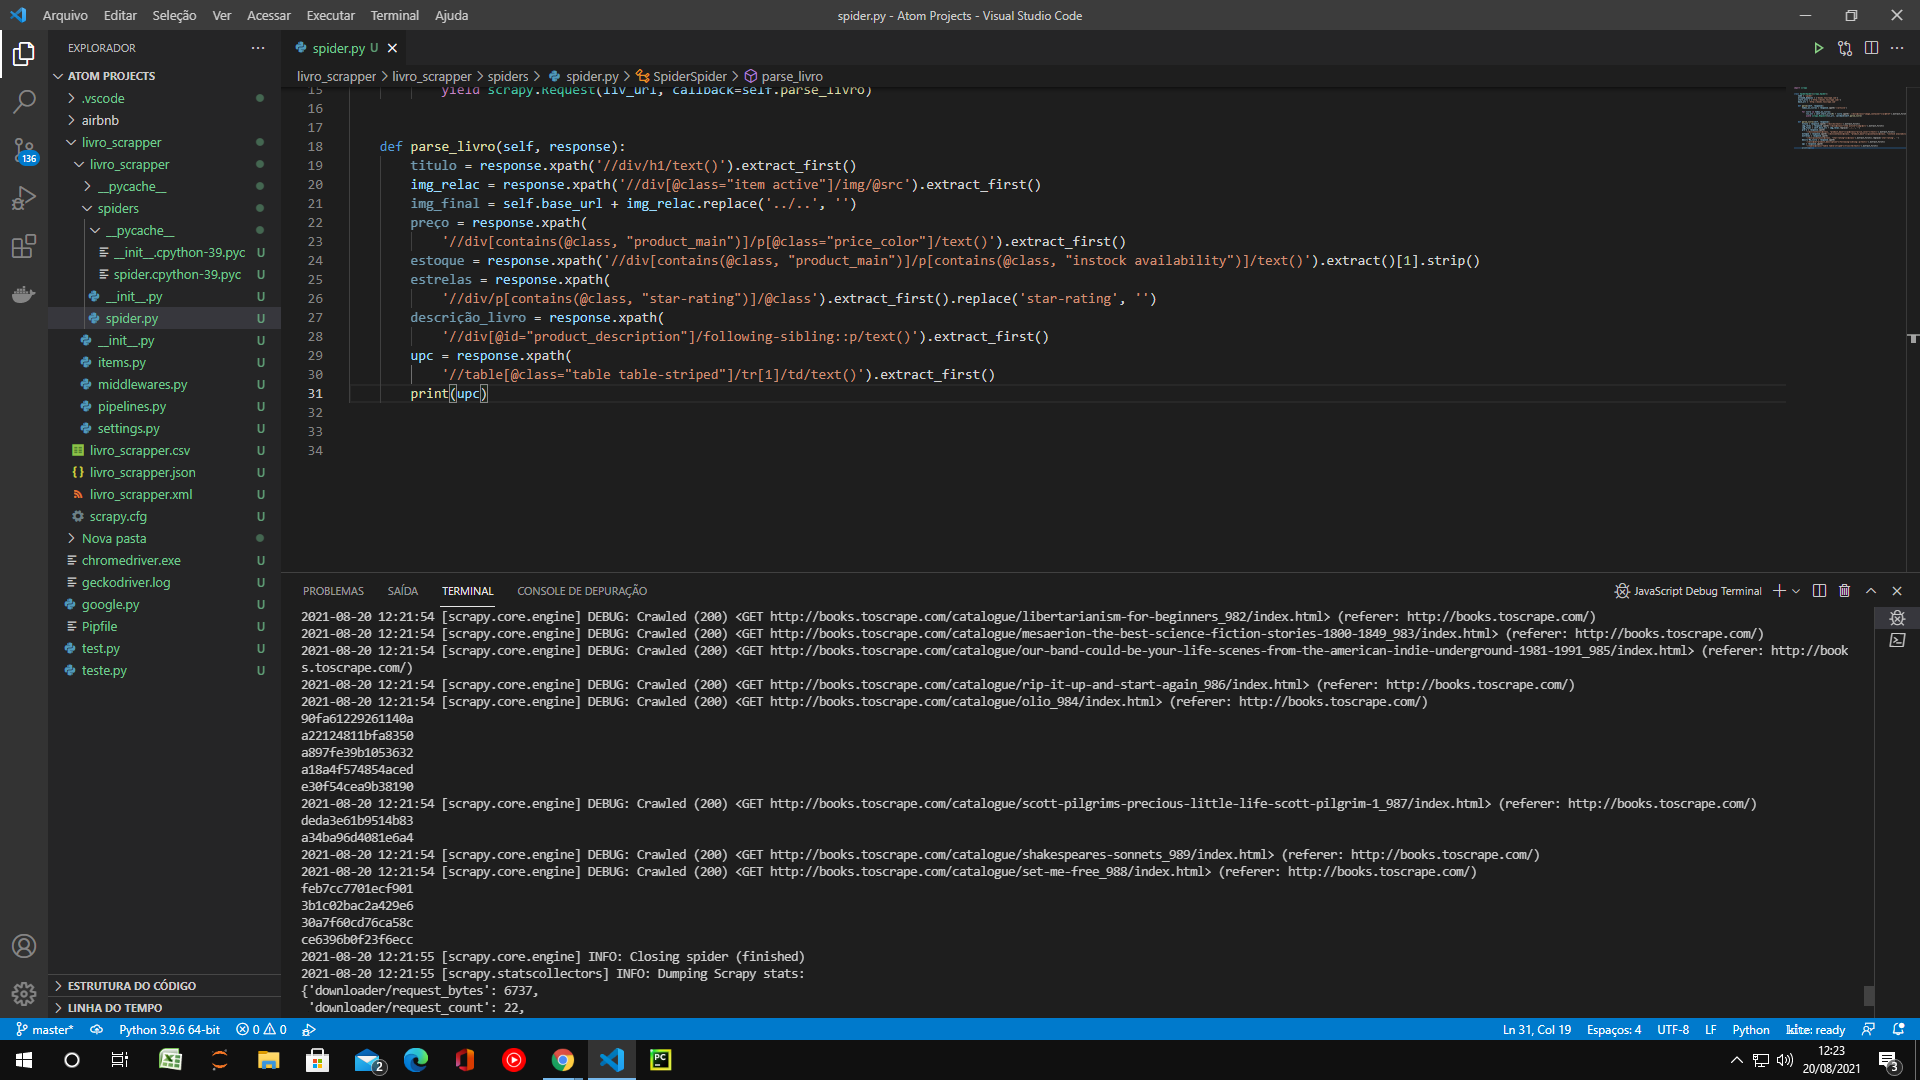 Arquivo Editar Seleção Ver Acessar Executar Terminal Ajuda
spider.py - Atom Projects - Visual Studio Code
EXPLORADOR
ATOM PROJECTS
.vscode
airbnb
livro_scrapper
livro_scrapper
__pycache__
spiders
__pycache__
__init__.cpython-39.pyc U
spider.cpython-39.pyc U
__init__.py U
spider.py U
__init__.py U
items.py U
middlewares.py U
pipelines.py U
settings.py U
livro_scrapper.csv U
livro_scrapper.json U
livro_scrapper.xml U
scrapy.cfg U
Nova pasta
chromedriver.exe U
geckodriver.log U
google.py U
Pipfile U
test.py U
teste.py U
ESTRUTURA DO CÓDIGO
LINHA DO TEMPO
136
spider.py U
livro_scrapper > livro_scrapper > spiders > spider.py > SpiderSpider > parse_livro
15 yield scrapy.Request(liv_url, callback=self.parse_livro)
16
17
18 def parse_livro(self, response):
19 titulo = response.xpath('//div/h1/text()').extract_first()
20 img_relac = response.xpath('//div[@class="item active"]/img/@src').extract_first()
21 img_final = self.base_url + img_relac.replace('../..', '')
22 preço = response.xpath(
23 '//div[contains(@class, "product_main")]/p[@class="price_color"]/text()').extract_first()
24 estoque = response.xpath('//div[contains(@class, "product_main")]/p[contains(@class, "instock availability")]/text()').extract()[1].strip()
25 estrelas = response.xpath(
26 '//div/p[contains(@class, "star-rating")]/@class').extract_first().replace('star-rating', '')
27 descrição_livro = response.xpath(
28 '//div[@id="product_description"]/following-sibling::p/text()').extract_first()
29 upc = response.xpath(
30 '//table[@class="table table-striped"]/tr[1]/td/text()').extract_first()
31 print(upc)
32
33
34
PROBLEMAS SAÍDA TERMINAL CONSOLE DE DEPURAÇÃO
JavaScript Debug Terminal
2021-08-20 12:21:54 [scrapy.core.engine] DEBUG: Crawled (200) <GET http://books.toscrape.com/catalogue/libertarianism-for-beginners_982/index.html> (referer: http://books.toscrape.com/)
2021-08-20 12:21:54 [scrapy.core.engine] DEBUG: Crawled (200) <GET http://books.toscrape.com/catalogue/mesaerion-the-best-science-fiction-stories-1800-1849_983/index.html> (referer: http://books.toscrape.com/)
2021-08-20 12:21:54 [scrapy.core.engine] DEBUG: Crawled (200) <GET http://books.toscrape.com/catalogue/our-band-could-be-your-life-scenes-from-the-american-indie-underground-1981-1991_985/index.html> (referer: http://book
s.toscrape.com/)
2021-08-20 12:21:54 [scrapy.core.engine] DEBUG: Crawled (200) <GET http://books.toscrape.com/catalogue/rip-it-up-and-start-again_986/index.html> (referer: http://books.toscrape.com/)
2021-08-20 12:21:54 [scrapy.core.engine] DEBUG: Crawled (200) <GET http://books.toscrape.com/catalogue/olio_984/index.html> (referer: http://books.toscrape.com/)
90fa61229261140a
a22124811bfa8350
a897fe39b1053632
a18a4f574854aced
e30f54cea9b38190
2021-08-20 12:21:54 [scrapy.core.engine] DEBUG: Crawled (200) <GET http://books.toscrape.com/catalogue/scott-pilgrims-precious-little-life-scott-pilgrim-1_987/index.html> (referer: http://books.toscrape.com/)
deda3e61b9514b83
a34ba96d4081e6a4
2021-08-20 12:21:54 [scrapy.core.engine] DEBUG: Crawled (200) <GET http://books.toscrape.com/catalogue/shakespeares-sonnets_989/index.html> (referer: http://books.toscrape.com/)
2021-08-20 12:21:54 [scrapy.core.engine] DEBUG: Crawled (200) <GET http://books.toscrape.com/catalogue/set-me-free_988/index.html> (referer: http://books.toscrape.com/)
feb7cc7701ecf901
3b1c02bac2a429e6
30a7f60cd76ca58c
ce6396b0f23f6ecc
2021-08-20 12:21:55 [scrapy.core.engine] INFO: Closing spider (finished)
2021-08-20 12:21:55 [scrapy.statscollectors] INFO: Dumping Scrapy stats:
{'downloader/request_bytes': 6737,
'downloader/request_count': 22,
master* Python 3.9.6 64-bit 0 0
Ln 31, Col 19 Espaços: 4 UTF-8 LF Python kite: ready
2
PC
12:23
20/08/2021
3